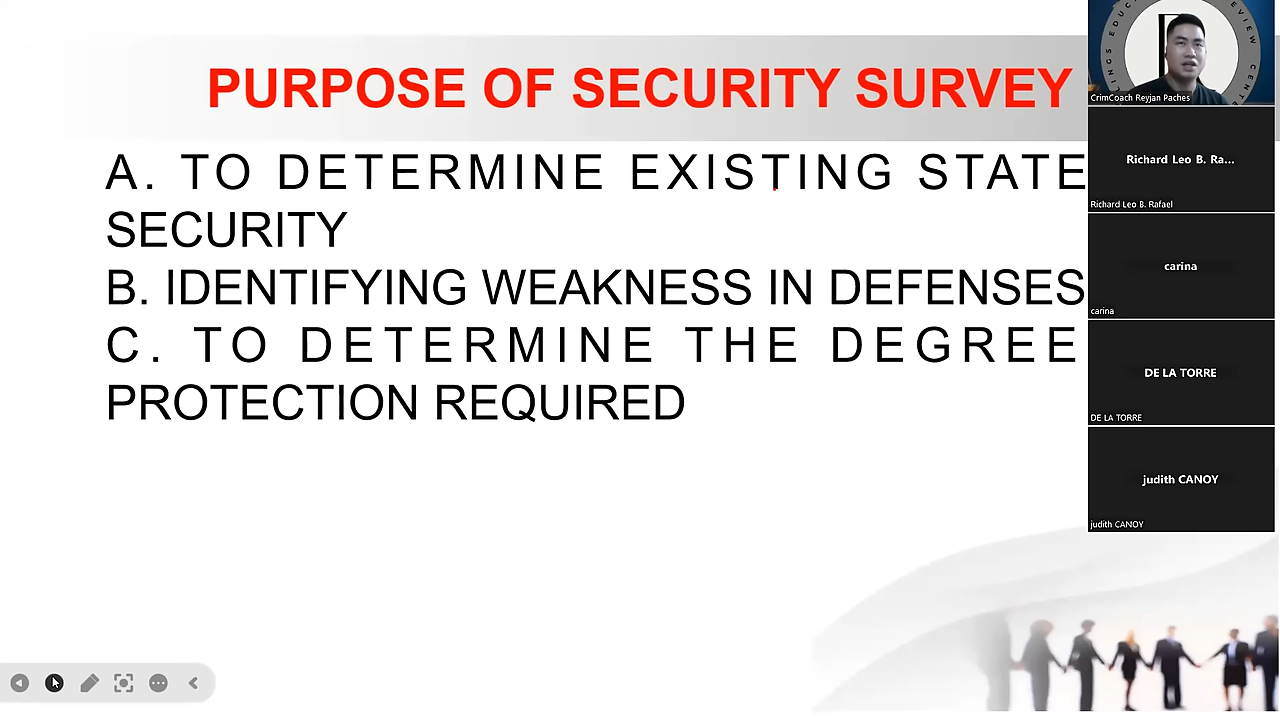 PURPOSE OF SECURITY SURVEY
A. TO DETERMINE EXISTING STATE
SECURITY
B. IDENTIFYING WEAKNESS IN DEFENSES
C. TO DETERMINE THE DEGREE
PROTECTION REQUIRED
CrimCoach Reyjan Paches
Richard Leo B. Ra...
Richard Leo B. Rafael
carina
carina
DE LA TORRE
DE LA TORRE
judith CANOY
judith CANOY